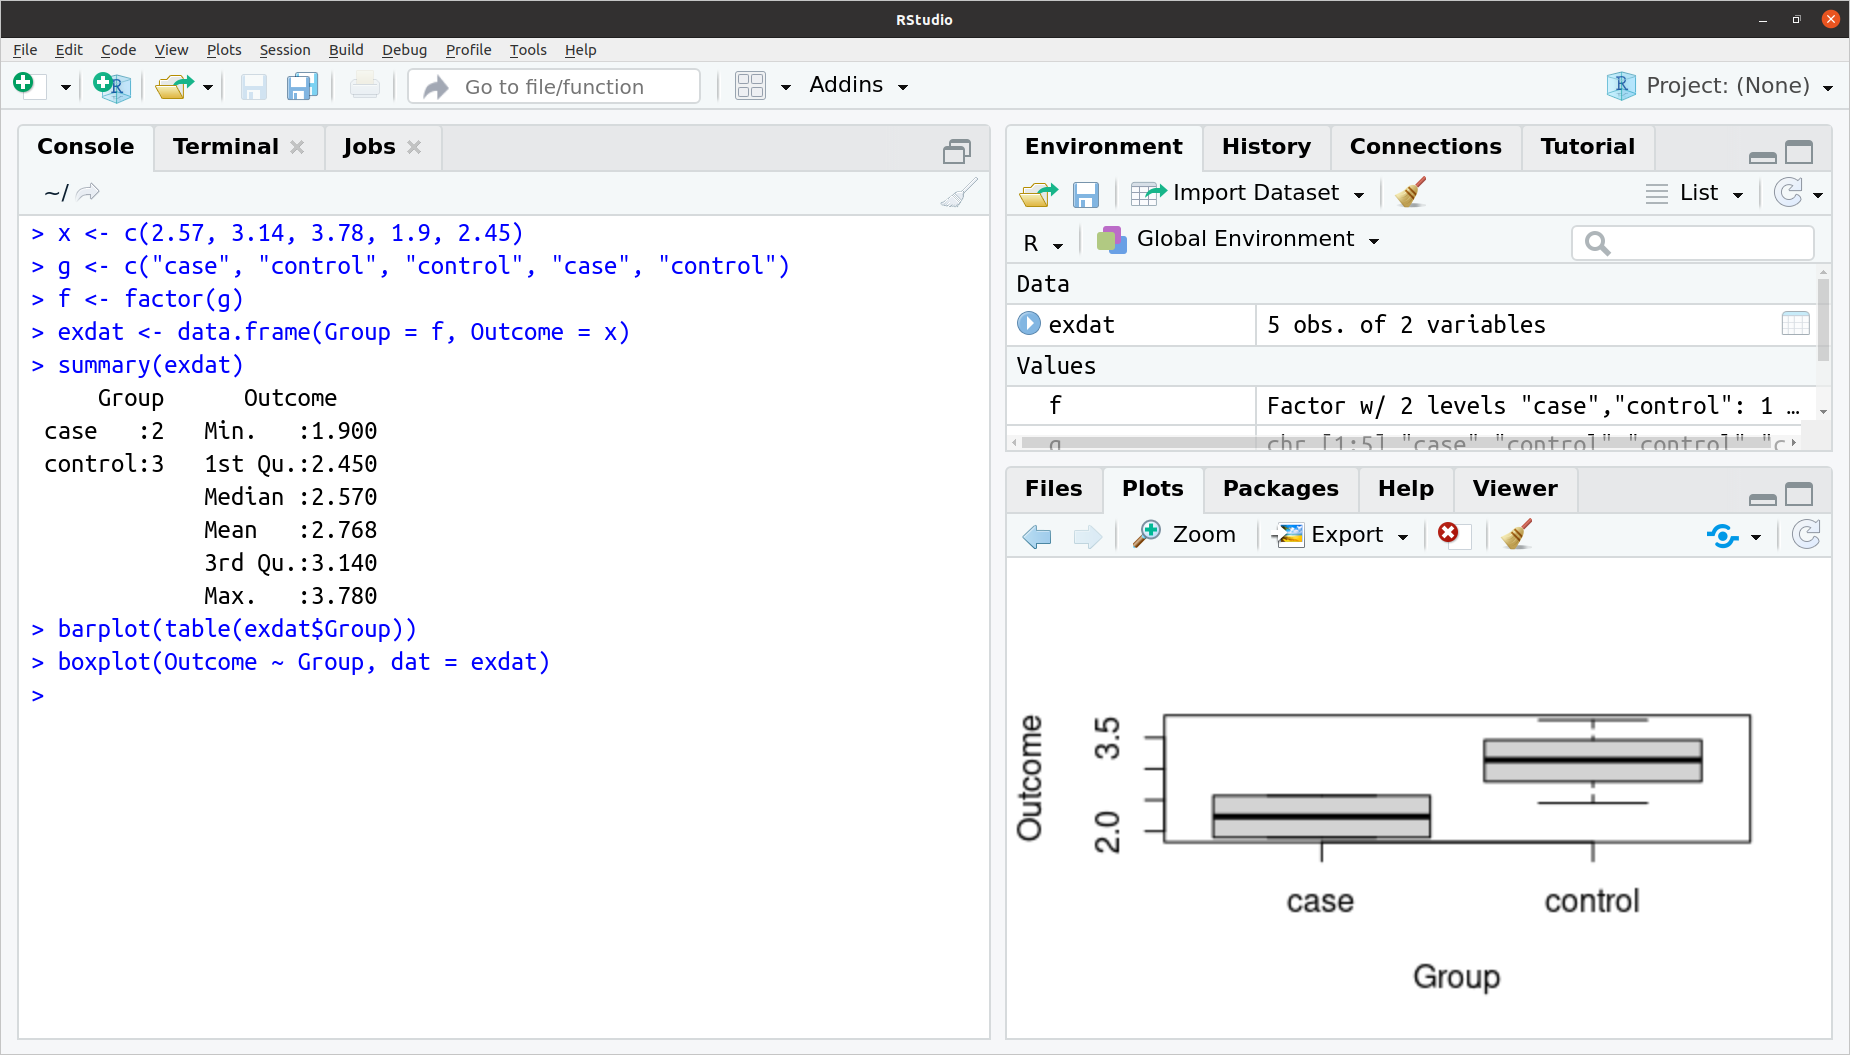 RStudio
File Edit Code View Plots Session Build Debug Profile Tools Help
Go to file/function Addins Project: (None)
Console Terminal Jobs
~/
> x <- c(2.57, 3.14, 3.78, 1.9, 2.45)
> g <- c("case", "control", "control", "case", "control")
> f <- factor(g)
> exdat <- data.frame(Group = f, Outcome = x)
> summary(exdat)
Group Outcome
case :2 Min. :1.900
control:3 1st Qu.:2.450
Median :2.570
Mean :2.768
3rd Qu.:3.140
Max. :3.780
> barplot(table(exdat$Group))
> boxplot(Outcome ~ Group, dat = exdat)
>
Environment History Connections Tutorial
Import Dataset List
R Global Environment
Data
exdat 5 obs. of 2 variables
Values
f Factor w/ 2 levels "case","control": 1 …
g chr [1:5] "case" "control" "control" "c
Files Plots Packages Help Viewer
Zoom Export
Outcome
3.5
2.0
case control
Group